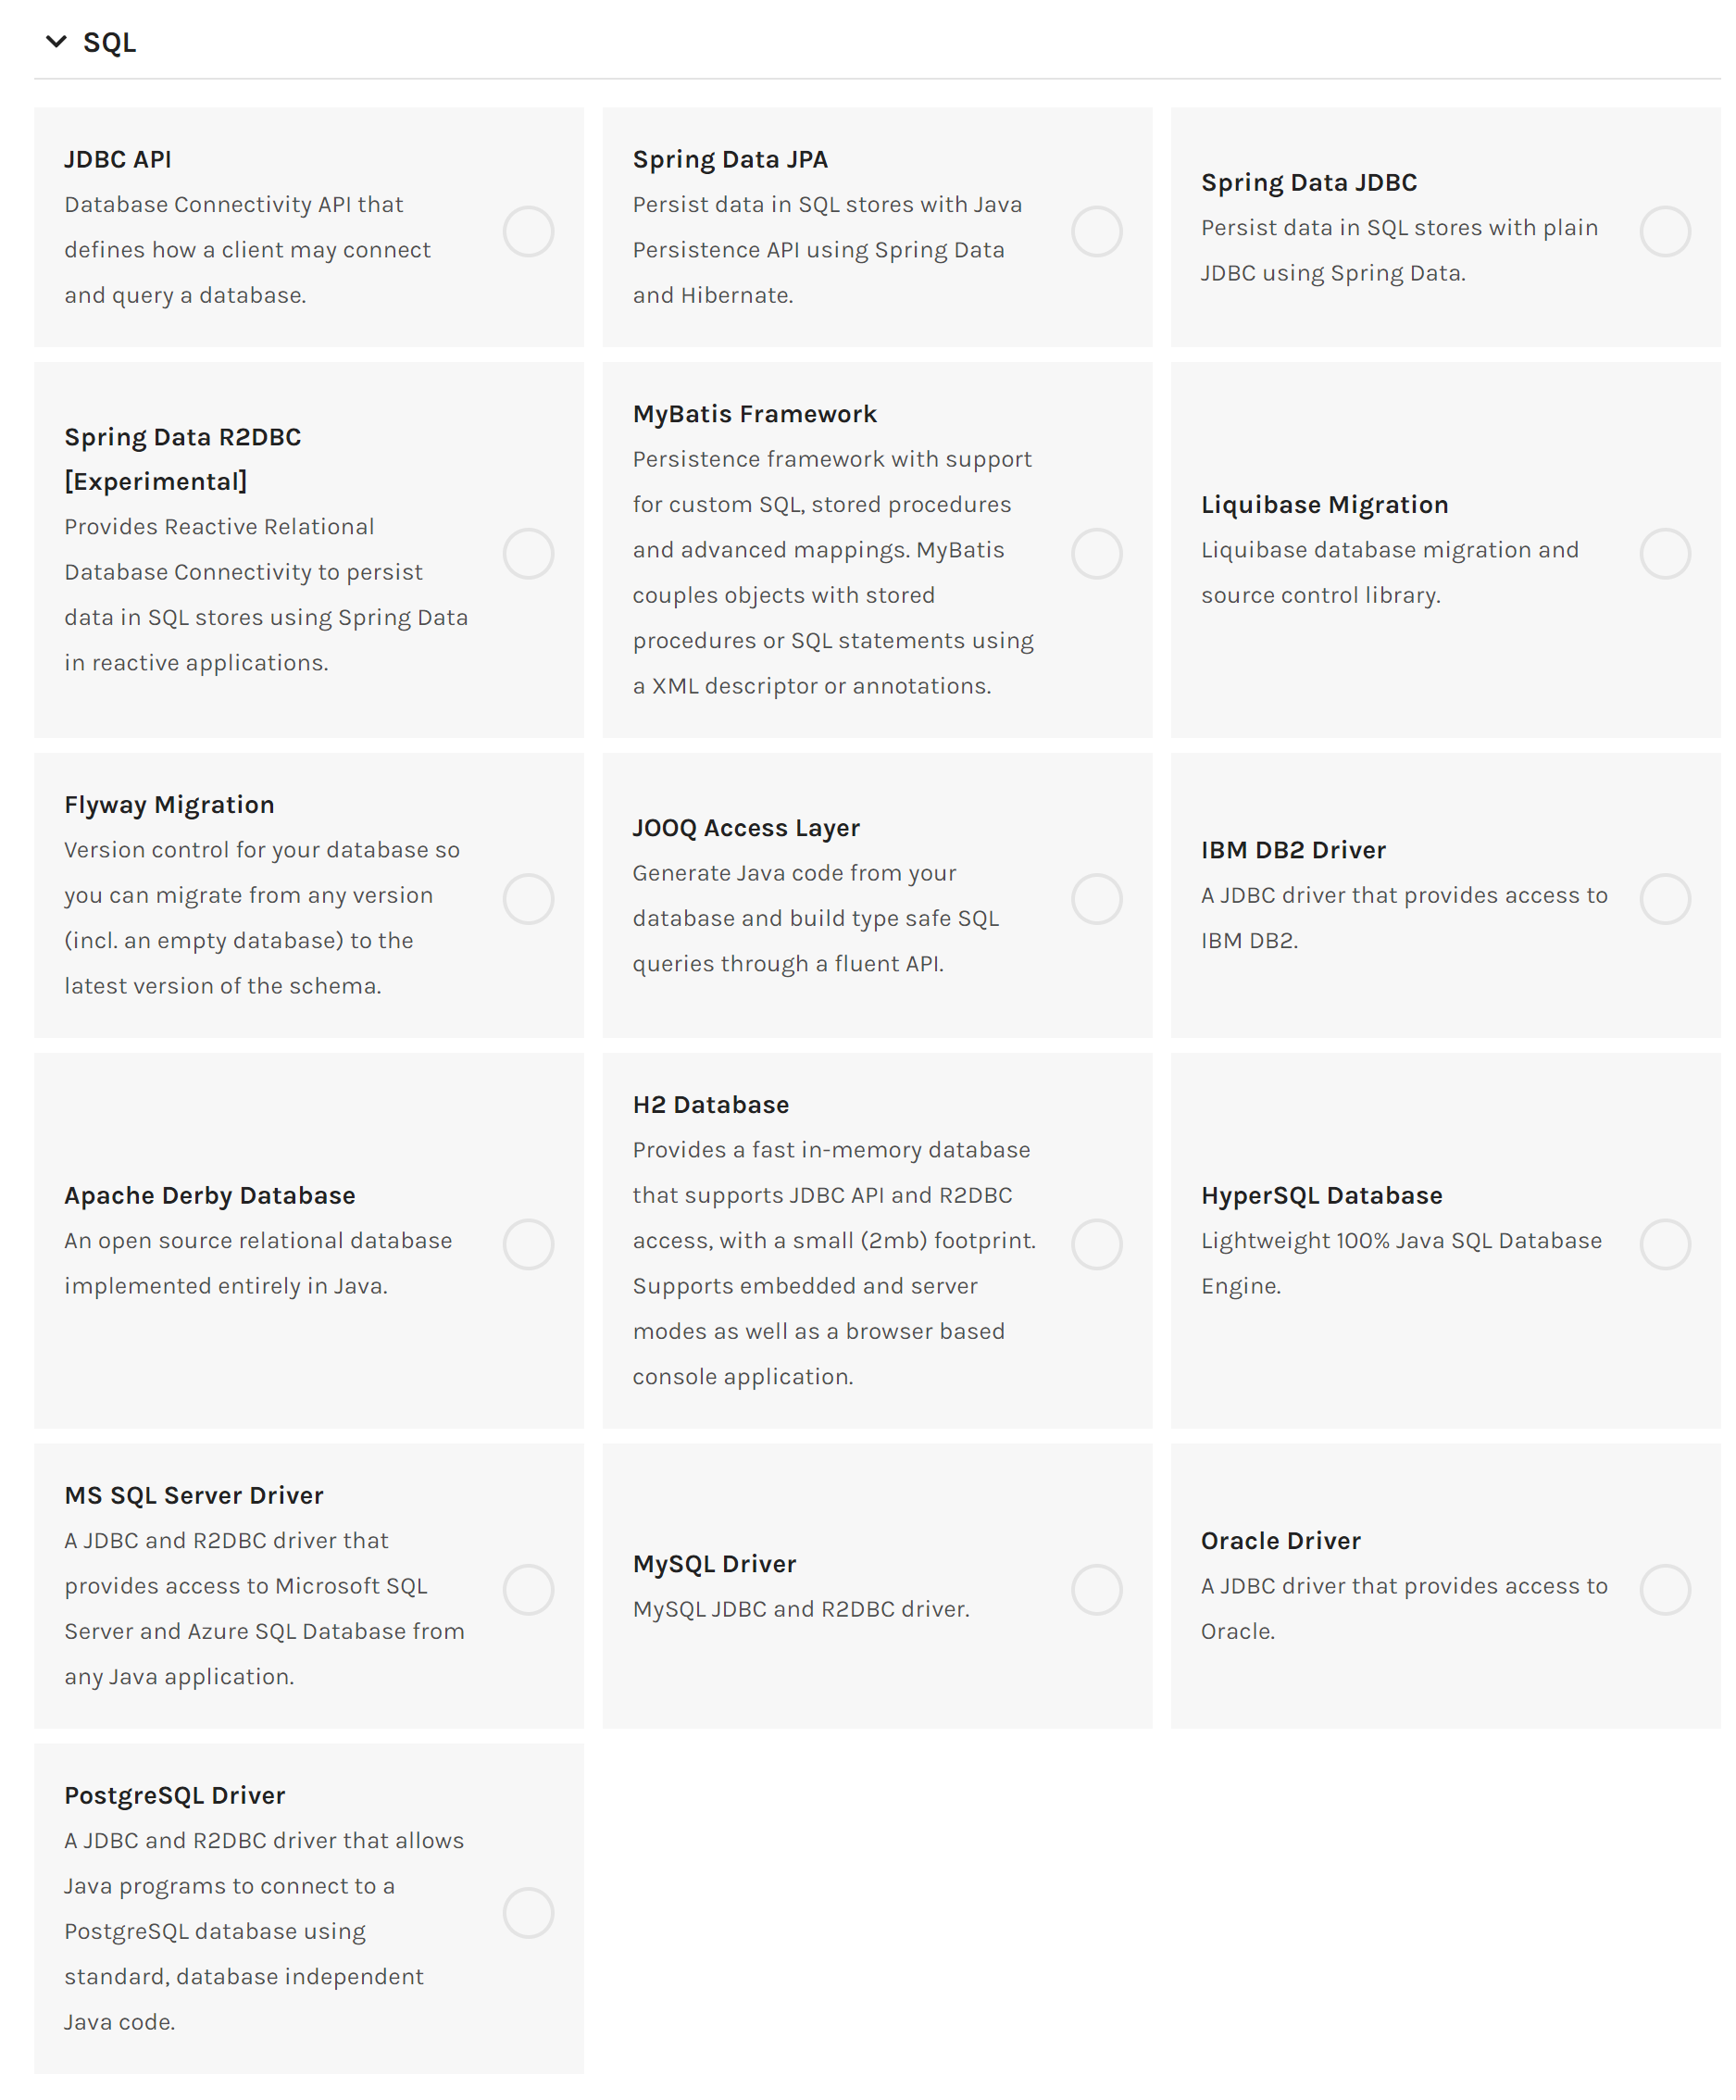 SQL
JDBC API
Database Connectivity API that
defines how a client may connect
and query a database.
Spring Data JPA
Persist data in SQL stores with Java
Persistence API using Spring Data
and Hibernate.
Spring Data JDBC
Persist data in SQL stores with plain
JDBC using Spring Data.
Spring Data R2DBC
[Experimental]
Provides Reactive Relational
Database Connectivity to persist
data in SQL stores using Spring Data
in reactive applications.
MyBatis Framework
Persistence framework with support
for custom SQL, stored procedures
and advanced mappings. MyBatis
couples objects with stored
procedures or SQL statements using
a XML descriptor or annotations.
Liquibase Migration
Liquibase database migration and
source control library.
Flyway Migration
Version control for your database so
you can migrate from any version
(incl. an empty database) to the
latest version of the schema.
JOOQ Access Layer
Generate Java code from your
database and build type safe SQL
queries through a fluent API.
IBM DB2 Driver
A JDBC driver that provides access to
IBM DB2.
Apache Derby Database
An open source relational database
implemented entirely in Java.
H2 Database
Provides a fast in-memory database
that supports JDBC API and R2DBC
access, with a small (2mb) footprint.
Supports embedded and server
modes as well as a browser based
console application.
HyperSQL Database
Lightweight 100% Java SQL Database
Engine.
MS SQL Server Driver
A JDBC and R2DBC driver that
provides access to Microsoft SQL
Server and Azure SQL Database from
any Java application.
MySQL Driver
MySQL JDBC and R2DBC driver.
Oracle Driver
A JDBC driver that provides access to
Oracle.
PostgreSQL Driver
A JDBC and R2DBC driver that allows
Java programs to connect to a
PostgreSQL database using
standard, database independent
Java code.